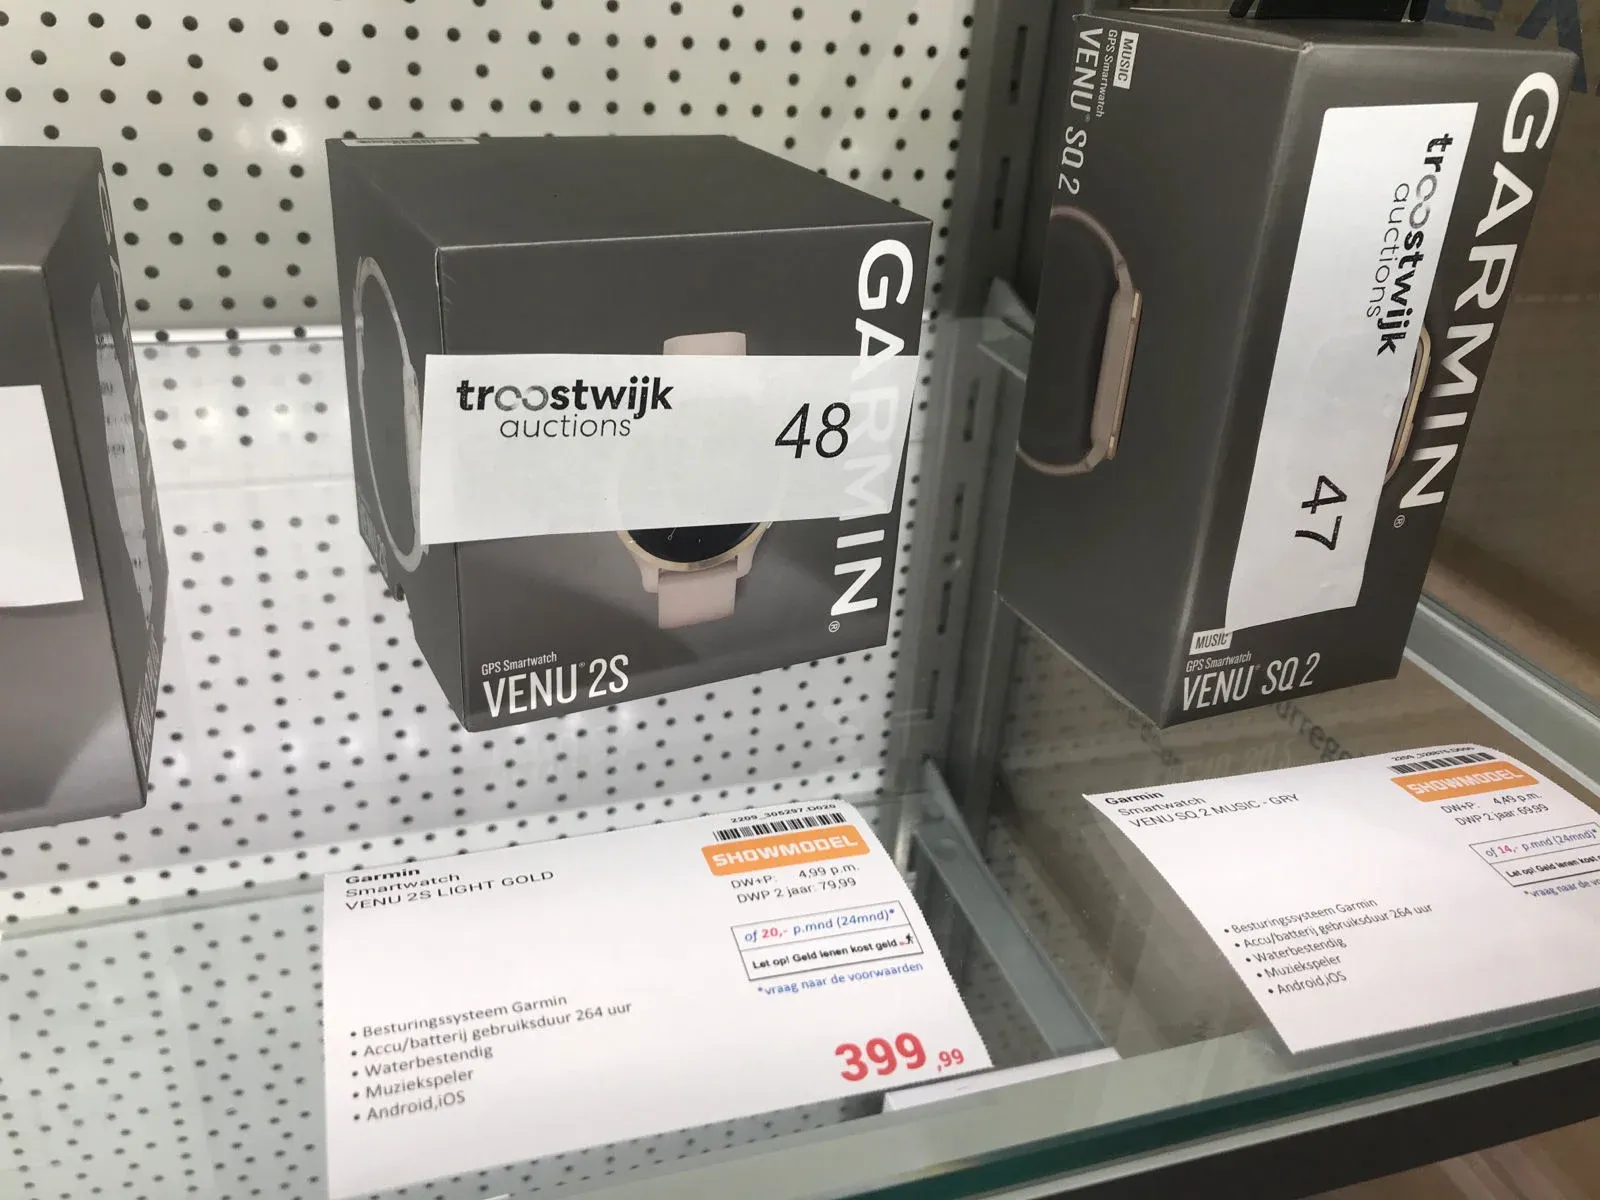 troostwijk
auctions
48
GARMIN®
GPS Smartwatch
VENU® 2S
MUSIC
GPS Smartwatch
VENU® SQ 2
troostwijk
auctions
47
GARMIN®
MUSIC
GPS Smartwatch
VENU® SQ 2
2209_305297.D020
SHOWMODEL
Garmin
Smartwatch
VENU 2S LIGHT GOLD
DW+P: 4,99 p.m.
DWP 2 jaar: 79,99
of 20,- p.mnd (24mnd)*
Let op! Geld lenen kost geld
*vraag naar de voorwaarden
• Besturingssysteem Garmin
• Accu/batterij gebruiksduur 264 uur
• Waterbestendig
• Muziekspeler
• Android,iOS
399,99
SHOWMODEL
Garmin
Smartwatch
VENU SQ 2 MUSIC - GRY
DW+P: 4,49 p.m.
DWP 2 jaar: 69,99
of 14,- p.mnd (24mnd)*
Let op! Geld lenen kost
*vraag naar de
• Besturingssysteem Garmin
• Accu/batterij gebruiksduur 264 uur
• Waterbestendig
• Muziekspeler
• Android,iOS